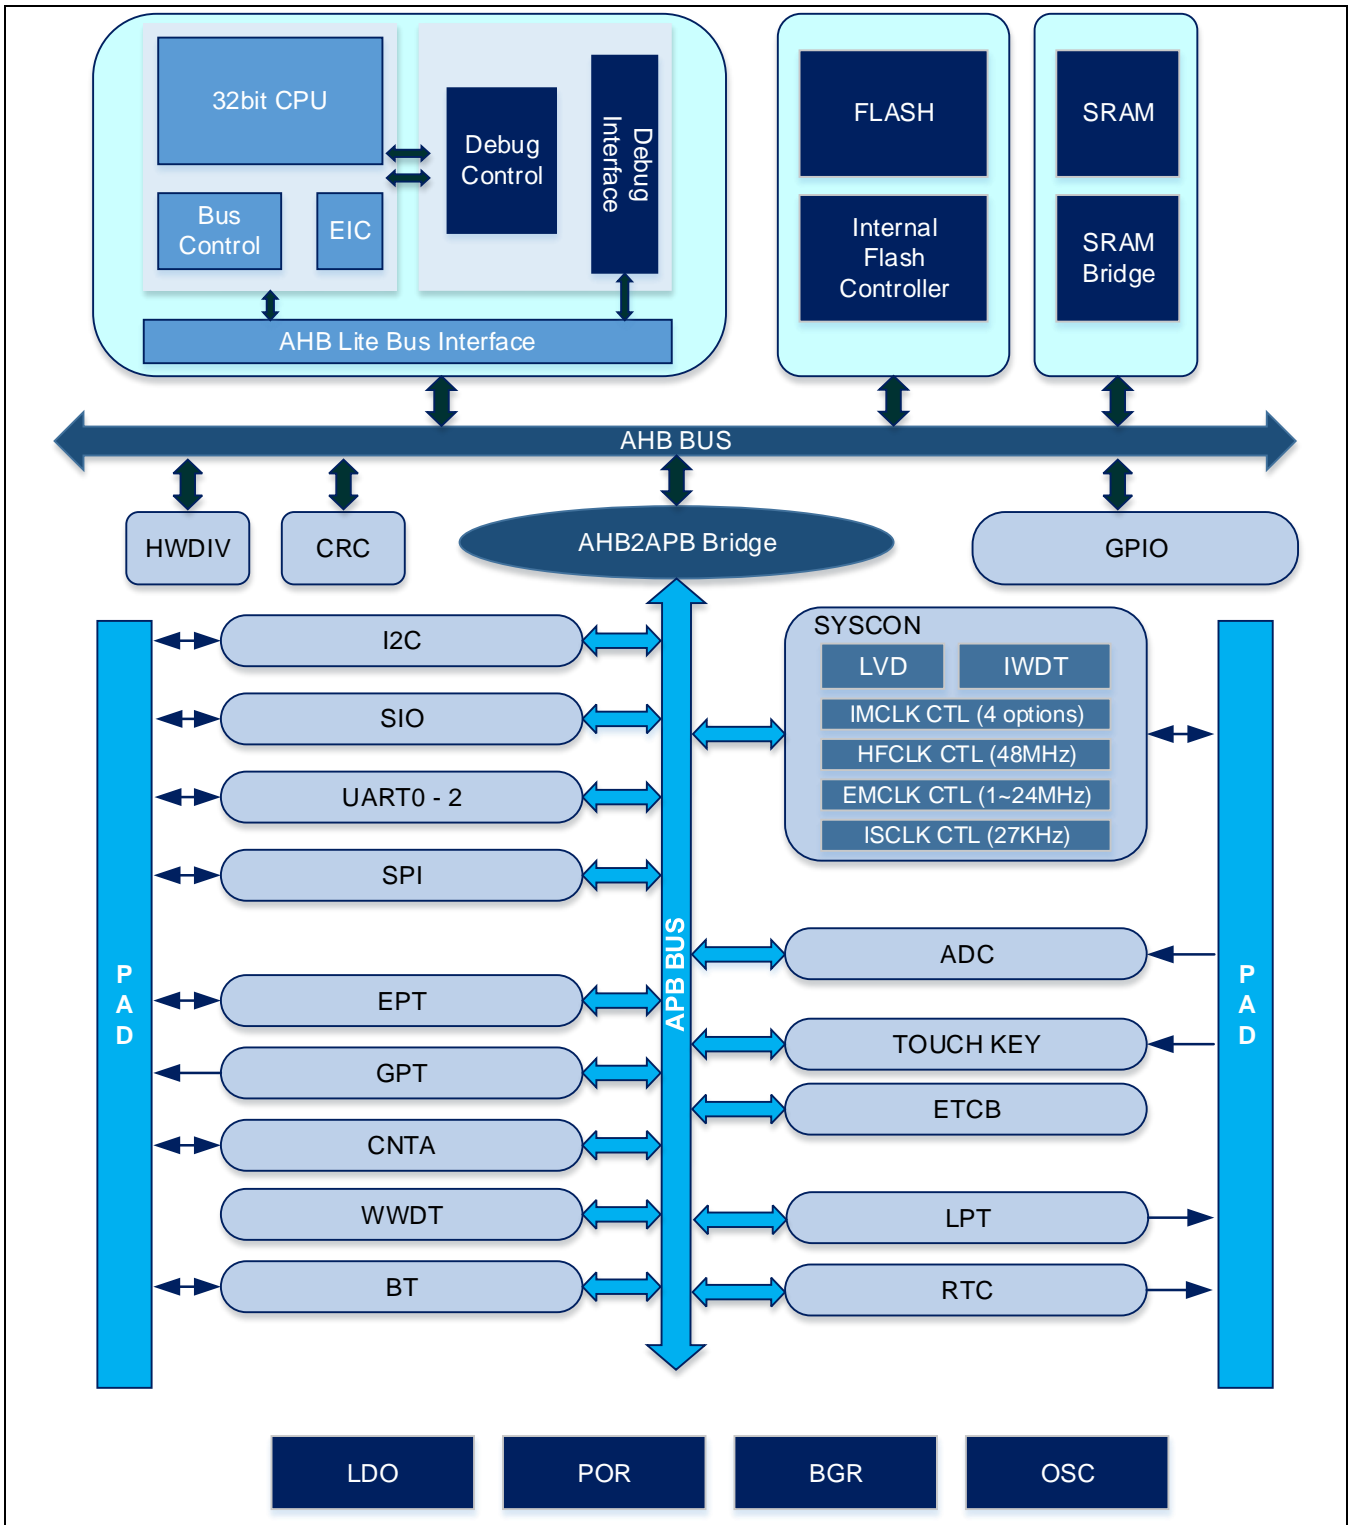 32bit CPU
Bus
Control
EIC
Debug
Control
Debug
Interface
AHB Lite Bus Interface
FLASH
Internal
Flash
Controller
SRAM
SRAM
Bridge
AHB BUS
HWDIV
CRC
AHB2APB Bridge
GPIO
PAD
I2C
SIO
UART0 - 2
SPI
EPT
GPT
CNTA
WWDT
BT
APB BUS
SYSCON
LVD
IWDT
IMCLK CTL (4 options)
HFCLK CTL (48MHz)
EMCLK CTL (1~24MHz)
ISCLK CTL (27KHz)
ADC
TOUCH KEY
ETCB
LPT
RTC
PAD
LDO
POR
BGR
OSC